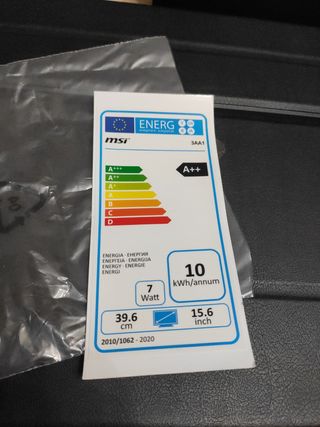 ENERG
msi
3AA1
A+++
A++
A+
A
B
C
D
A++
ENERGIA · ЕНЕРГИЯ
ΕΝΕΡΓΕΙΑ · ENERGIJA
ENERGY · ENERGIE
ENERGI
10
kWh/annum
7
Watt
39.6
cm
15.6
inch
2010/1062 - 2020